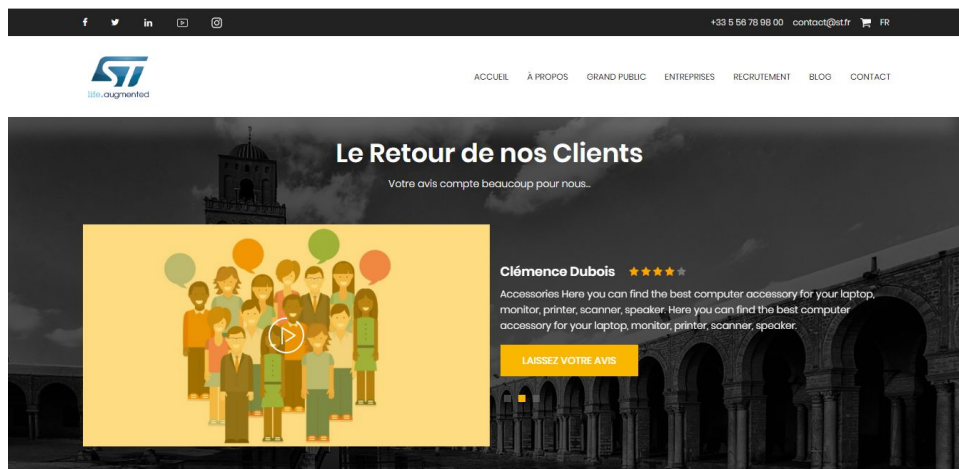 +33 5 56 78 98 00 contact@st.fr FR
ST
life.augmented
ACCUEIL À PROPOS GRAND PUBLIC ENTREPRISES RECRUTEMENT BLOG CONTACT
Le Retour de nos Clients
Votre avis compte beaucoup pour nous..
Clémence Dubois
Accessories Here you can find the best computer accessory for your laptop,
monitor, printer, scanner, speaker. Here you can find the best computer
accessory for your laptop, monitor, printer, scanner, speaker.
LAISSEZ VOTRE AVIS